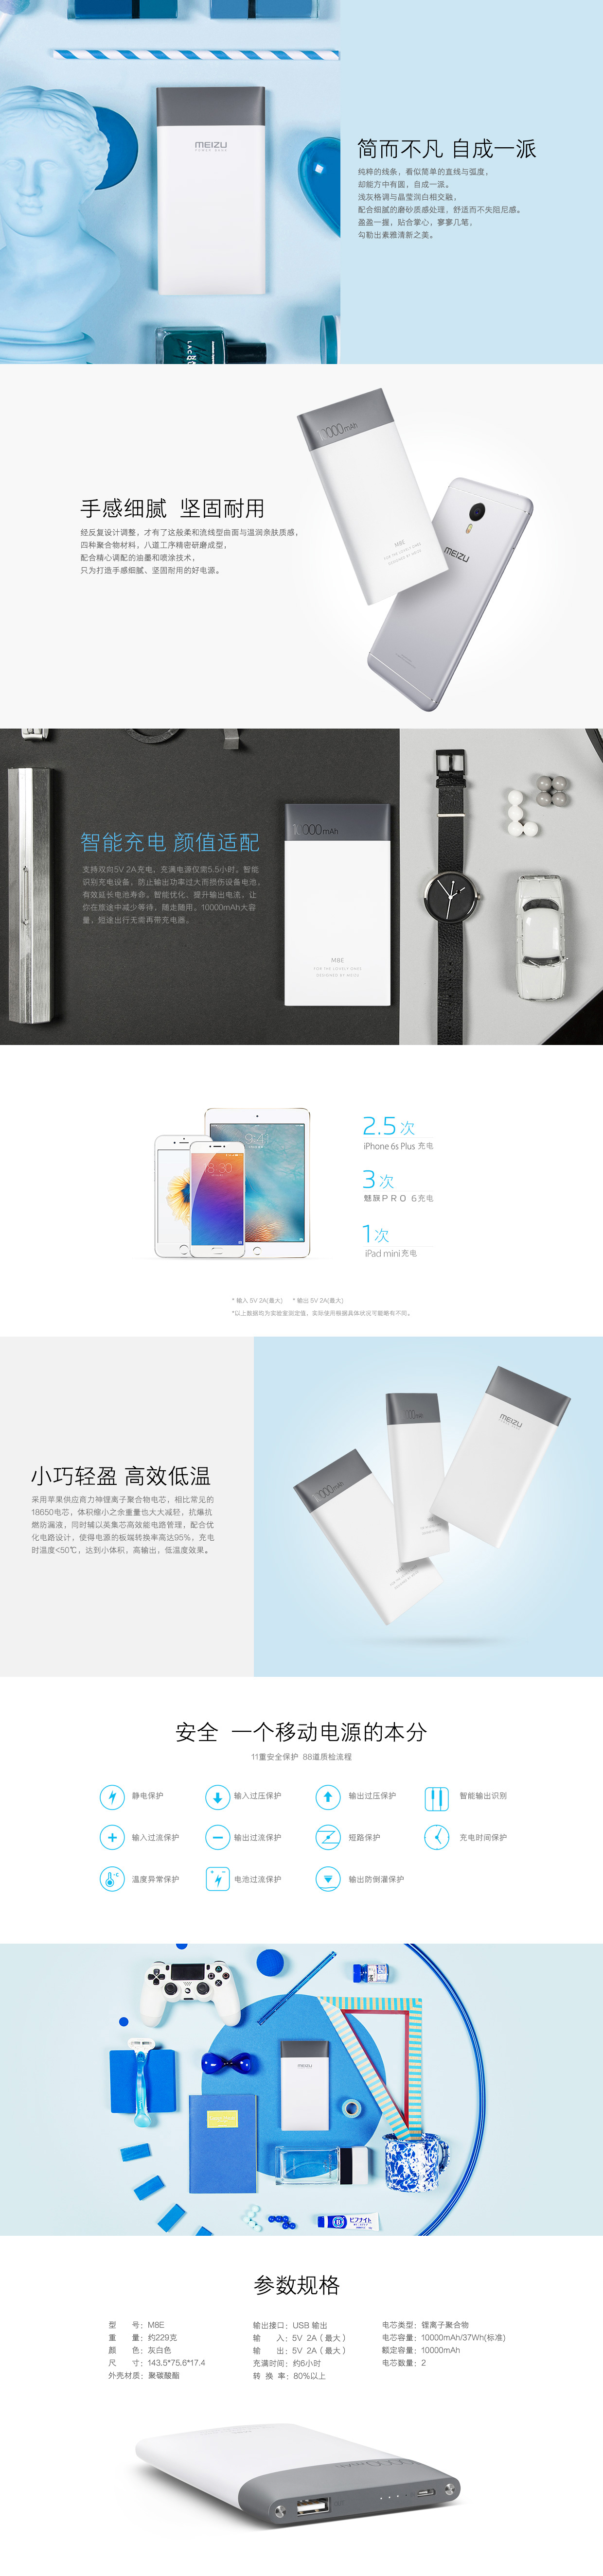 MEIZU
POWER BANK
简而不凡 自成一派
纯粹的线条，看似简单的直线与弧度，
却能方中有圆，自成一派。
浅灰格调与晶莹润白相交融，
配合细腻的磨砂质感处理，舒适而不失阻尼感。
盈盈一握，贴合掌心，寥寥几笔，
勾勒出素雅清新之美。
10000mAh
M8E
FOR THE LOVELY ONES
DESIGNED BY MEIZU
MEIZU
手感细腻 坚固耐用
经反复设计调整，才有了这般柔和流线型曲面与温润亲肤质感，
四种聚合物材料，八道工序精密研磨成型，
配合精心调配的油墨和喷涂技术，
只为打造手感细腻、坚固耐用的好电源。
智能充电 颜值适配
支持双向5V 2A充电，充满电源仅需5.5小时。智能
识别充电设备，防止输出功率过大而损伤设备电池，
有效延长电池寿命。智能优化、提升输出电流，让
你在旅途中减少等待，随走随用。10000mAh大容
量，短途出行无需再带充电器。
10000mAh
M8E
FOR THE LOVELY ONES
DESIGNED BY MEIZU
2.5次
iPhone 6s Plus 充电
3次
魅族PRO 6充电
1次
iPad mini充电
* 输入 5V 2A(最大) * 输出 5V 2A(最大)
*以上数据均为实验室测定值，实际使用根据具体状况可能略有不同。
小巧轻盈 高效低温
采用苹果供应商力神锂离子聚合物电芯，相比常见的
18650电芯，体积缩小之余重量也大大减轻，抗爆抗
燃防漏液，同时辅以英集芯高效能电路管理，配合优
化电路设计，使得电源的板端转换率高达95%，充电
时温度<50℃，达到小体积，高输出，低温度效果。
MEIZU
安全 一个移动电源的本分
11重安全保护 88道质检流程
静电保护
输入过压保护
输出过压保护
智能输出识别
输入过流保护
输出过流保护
短路保护
充电时间保护
温度异常保护
电池过流保护
输出防倒灌保护
MEIZU
参数规格
型 号：M8E
重 量：约229克
颜 色：灰白色
尺 寸：143.5*75.6*17.4
外壳材质：聚碳酸酯
输出接口：USB 输出
输 入：5V 2A（最大）
输 出：5V 2A（最大）
充满时间：约6小时
转 换 率：80%以上
电芯类型：锂离子聚合物
电芯容量：10000mAh/37Wh(标准)
额定容量：10000mAh
电芯数量：2